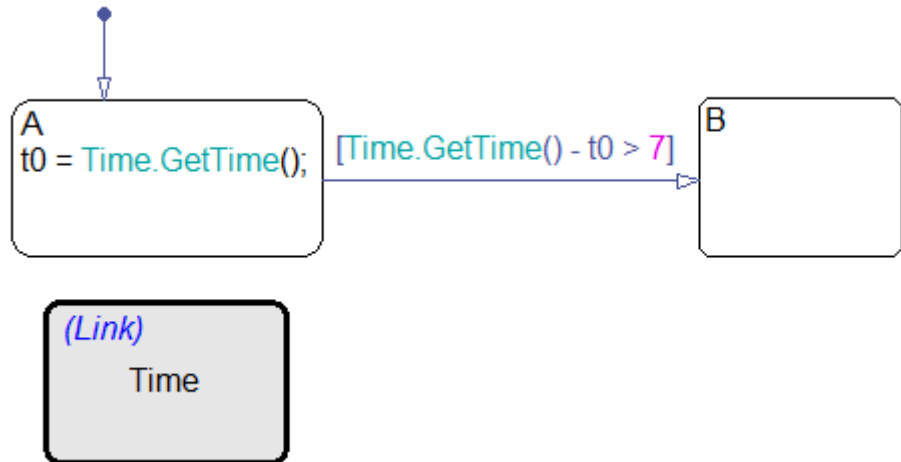 A
t0 = Time.GetTime();
[Time.GetTime() - t0 > 7]
B
(Link)
Time